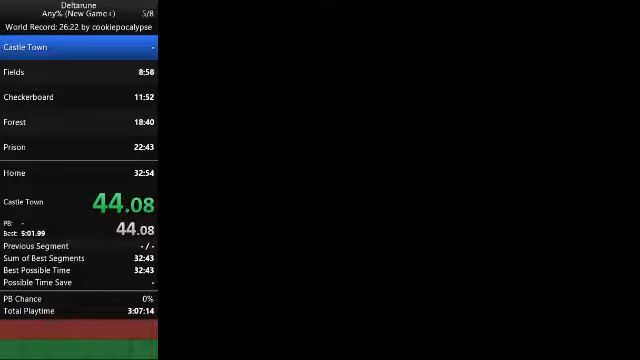 Deltarune
Any% (New Game+) 5/8
World Record: 26:22 by cookiepocalypse
Castle Town -
Fields 8:58
Checkerboard 11:52
Forest 18:40
Prison 22:43
Home 32:54
Castle Town 44.08
PB: -
Best: 5:01.99 44.08
Previous Segment - / -
Sum of Best Segments 32:43
Best Possible Time 32:43
Possible Time Save -
PB Chance 0%
Total Playtime 3:07:14